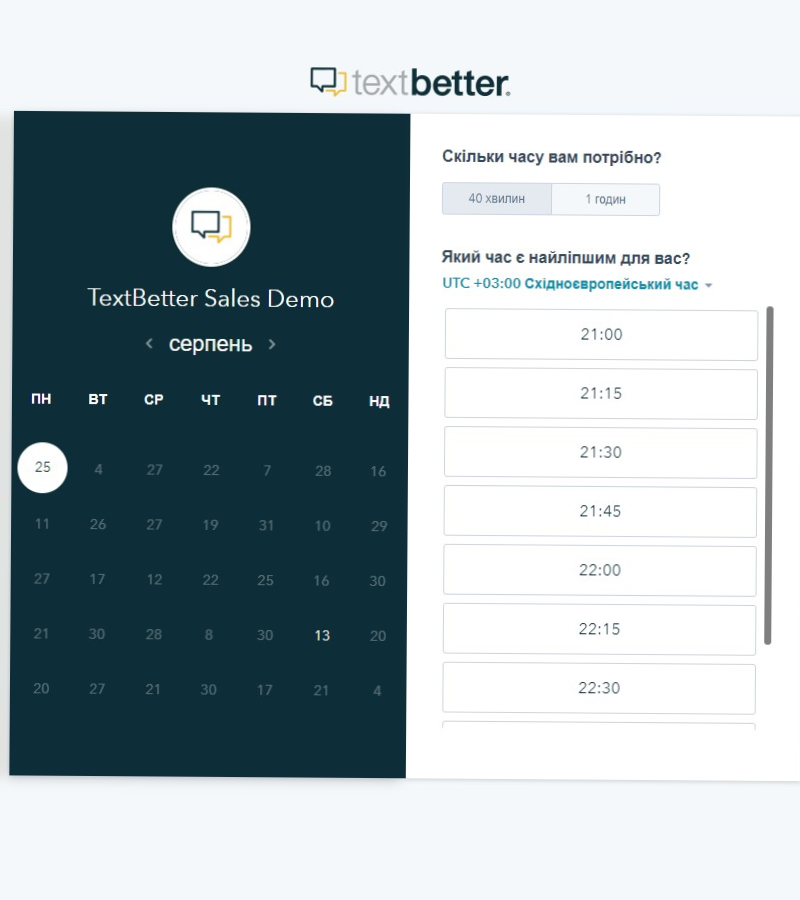 textbetter.
TextBetter Sales Demo
серпень
ПН ВТ СР ЧТ ПТ СБ НД
25 4 27 22 7 28 16
11 26 27 19 31 10 29
27 17 12 22 25 16 30
21 30 28 8 30 13 20
20 27 21 30 17 21 4
Скільки часу вам потрібно?
40 хвилин 1 годин
Який час є найліпшим для вас?
UTC +03:00 Східноєвропейський час
21:00
21:15
21:30
21:45
22:00
22:15
22:30